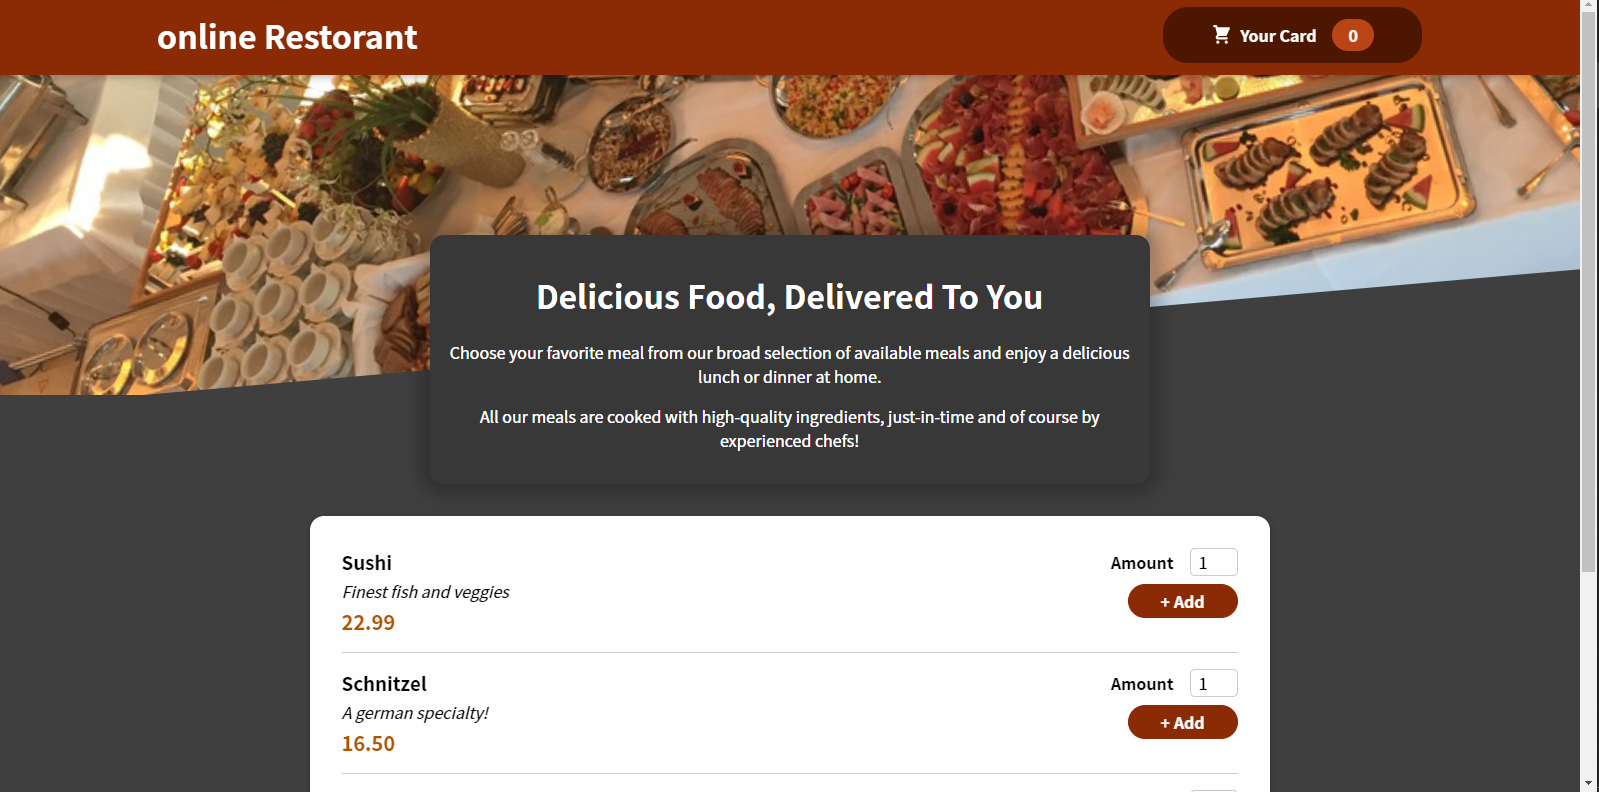 online Restorant
Your Card 0
Delicious Food, Delivered To You
Choose your favorite meal from our broad selection of available meals and enjoy a delicious
lunch or dinner at home.
All our meals are cooked with high-quality ingredients, just-in-time and of course by
experienced chefs!
Sushi
Amount 1
Finest fish and veggies
+ Add
22.99
Schnitzel
Amount 1
A german specialty!
+ Add
16.50